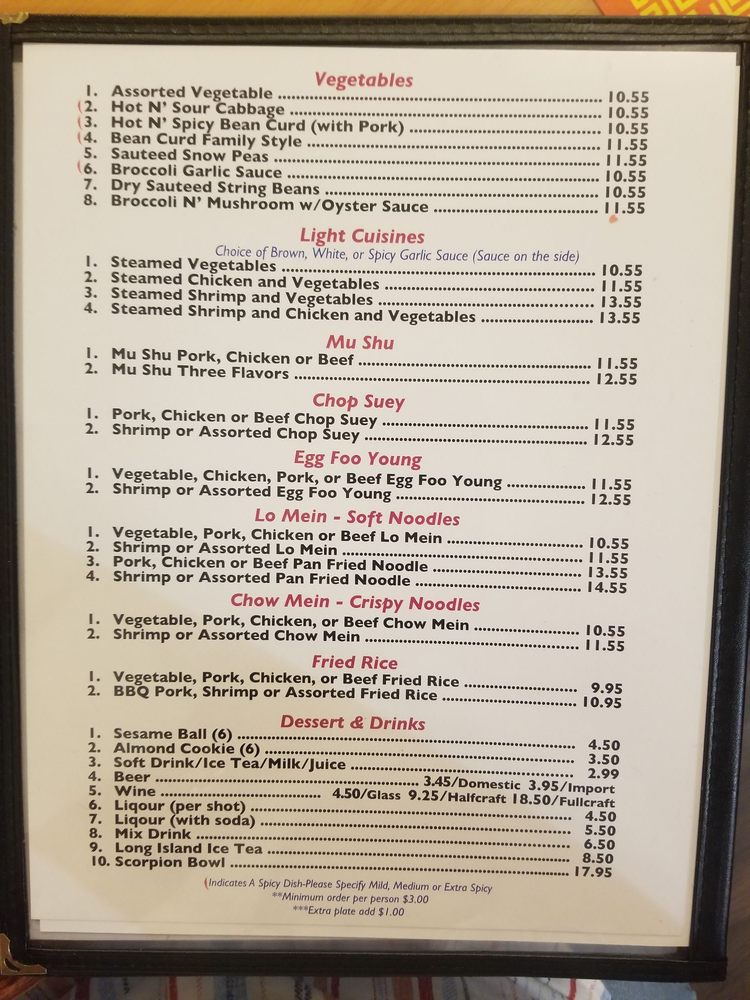 Vegetables
1. Assorted Vegetable ........ 10.55
(2. Hot N' Sour Cabbage ........ 10.55
(3. Hot N' Spicy Bean Curd (with Pork) ........ 10.55
(4. Bean Curd Family Style ........ 11.55
5. Sauteed Snow Peas ........ 11.55
(6. Broccoli Garlic Sauce ........ 10.55
7. Dry Sauteed String Beans ........ 10.55
8. Broccoli N' Mushroom w/Oyster Sauce ........ 11.55
Light Cuisines
Choice of Brown, White, or Spicy Garlic Sauce (Sauce on the side)
1. Steamed Vegetables ........ 10.55
2. Steamed Chicken and Vegetables ........ 11.55
3. Steamed Shrimp and Vegetables ........ 13.55
4. Steamed Shrimp and Chicken and Vegetables ........ 13.55
Mu Shu
1. Mu Shu Pork, Chicken or Beef ........ 11.55
2. Mu Shu Three Flavors ........ 12.55
Chop Suey
1. Pork, Chicken or Beef Chop Suey ........ 11.55
2. Shrimp or Assorted Chop Suey ........ 12.55
Egg Foo Young
1. Vegetable, Chicken, Pork, or Beef Egg Foo Young ........ 11.55
2. Shrimp or Assorted Egg Foo Young ........ 12.55
Lo Mein - Soft Noodles
1. Vegetable, Pork, Chicken or Beef Lo Mein ........ 10.55
2. Shrimp or Assorted Lo Mein ........ 11.55
3. Pork, Chicken or Beef Pan Fried Noodle ........ 13.55
4. Shrimp or Assorted Pan Fried Noodle ........ 14.55
Chow Mein - Crispy Noodles
1. Vegetable, Pork, Chicken, or Beef Chow Mein ........ 10.55
2. Shrimp or Assorted Chow Mein ........ 11.55
Fried Rice
1. Vegetable, Pork, Chicken, or Beef Fried Rice ........ 9.95
2. BBQ Pork, Shrimp or Assorted Fried Rice ........ 10.95
Dessert & Drinks
1. Sesame Ball (6) ........ 4.50
2. Almond Cookie (6) ........ 3.50
3. Soft Drink/Ice Tea/Milk/Juice ........ 2.99
4. Beer ........ 3.45/Domestic 3.95/Import
5. Wine ........ 4.50/Glass 9.25/Halfcraft 18.50/Fullcraft
6. Liqour (per shot) ........ 4.50
7. Liqour (with soda) ........ 5.50
8. Mix Drink ........ 6.50
9. Long Island Ice Tea ........ 8.50
10. Scorpion Bowl ........ 17.95
(Indicates A Spicy Dish-Please Specify Mild, Medium or Extra Spicy
**Minimum order per person $3.00
***Extra plate add $1.00